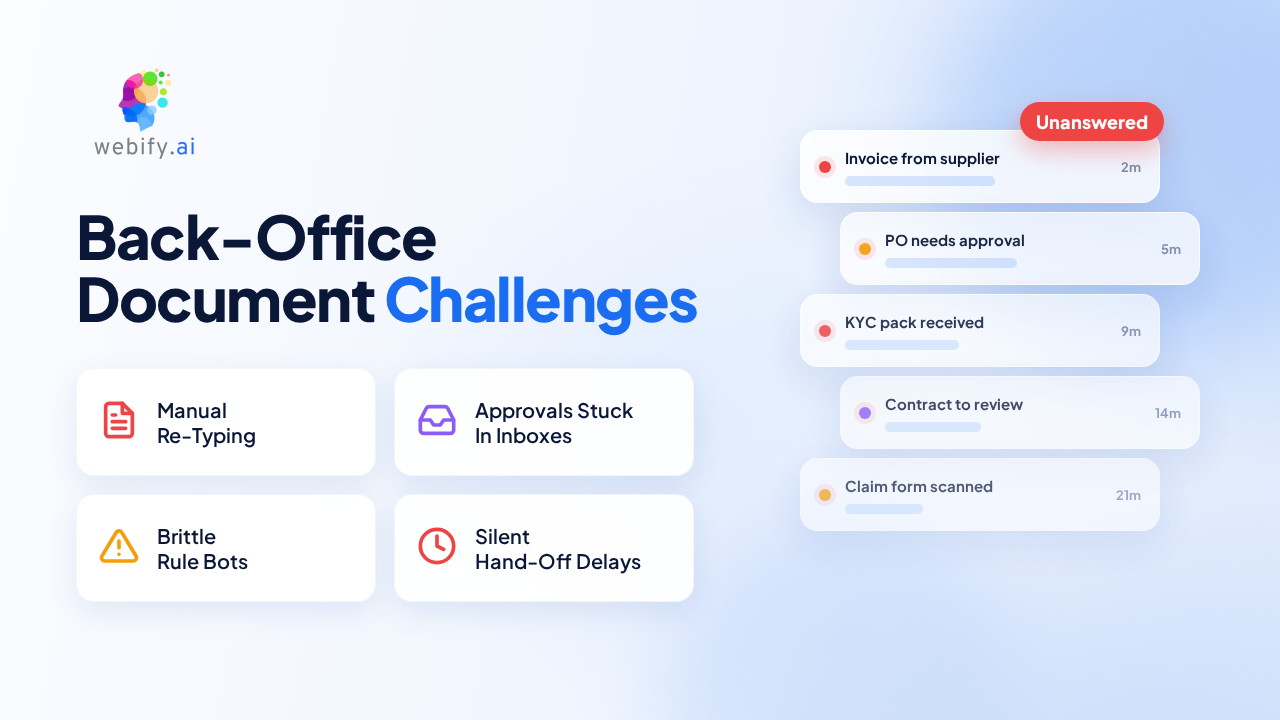 webify.ai
Back-Office
Document Challenges
Manual
Re-Typing
Approvals Stuck
In Inboxes
Brittle
Rule Bots
Silent
Hand-Off Delays
Unanswered
Invoice from supplier
2m
PO needs approval
5m
KYC pack received
9m
Contract to review
14m
Claim form scanned
21m